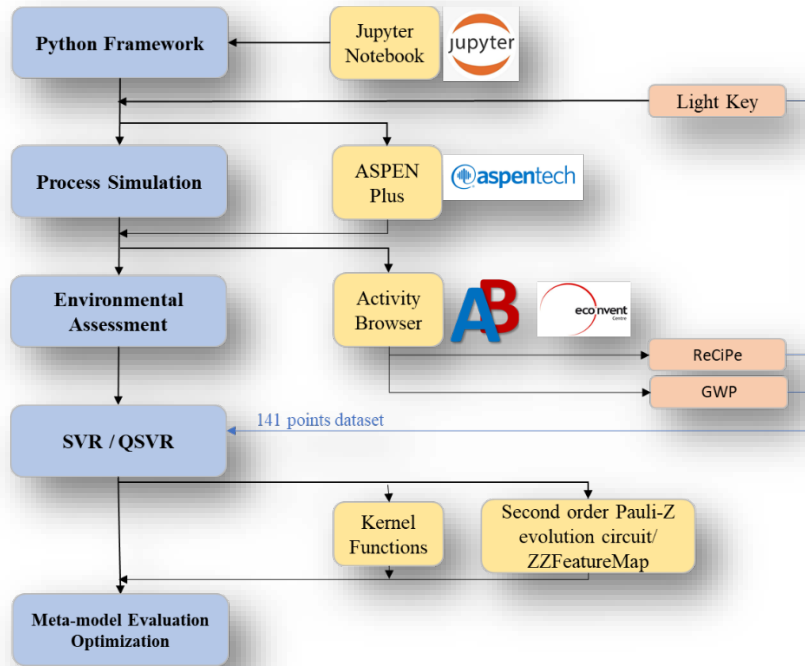 Python Framework
Jupyter
Notebook
jupyter
Light Key
Process Simulation
ASPEN
Plus
aspentech
Environmental
Assessment
Activity
Browser
AB
ecoinvent
Centre
ReCiPe
GWP
141 points dataset
SVR / QSVR
Kernel
Functions
Second order Pauli-Z
evolution circuit/
ZZFeatureMap
Meta-model Evaluation
Optimization